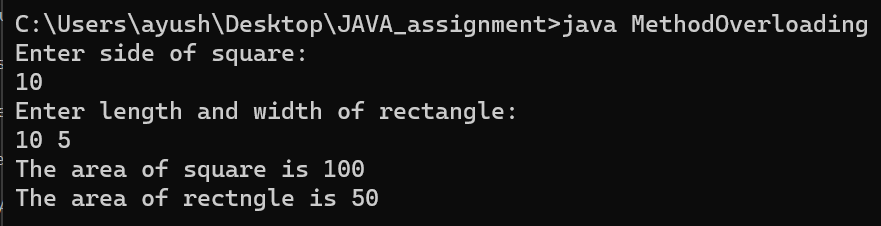 C:\Users\ayush\Desktop\JAVA_assignment>java MethodOverloading
Enter side of square:
10
Enter length and width of rectangle:
10 5
The area of square is 100
The area of rectngle is 50